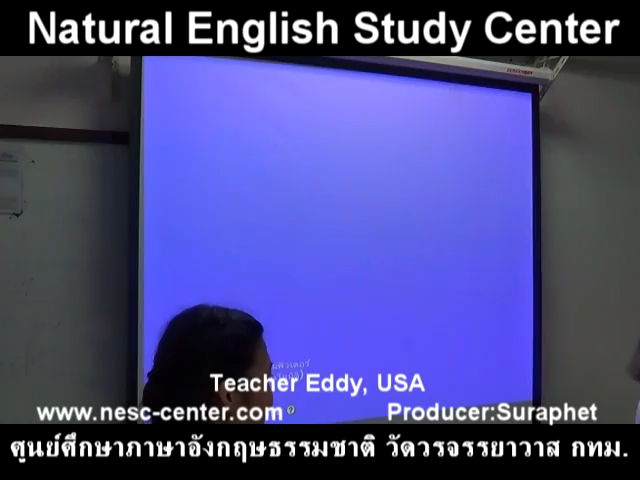 Natural English Study Center
Teacher Eddy, USA
www.nesc-center.com Producer:Suraphet
ศูนย์ศึกษาภาษาอังกฤษธรรมชาติ วัดวรจรรยาวาส กทม.